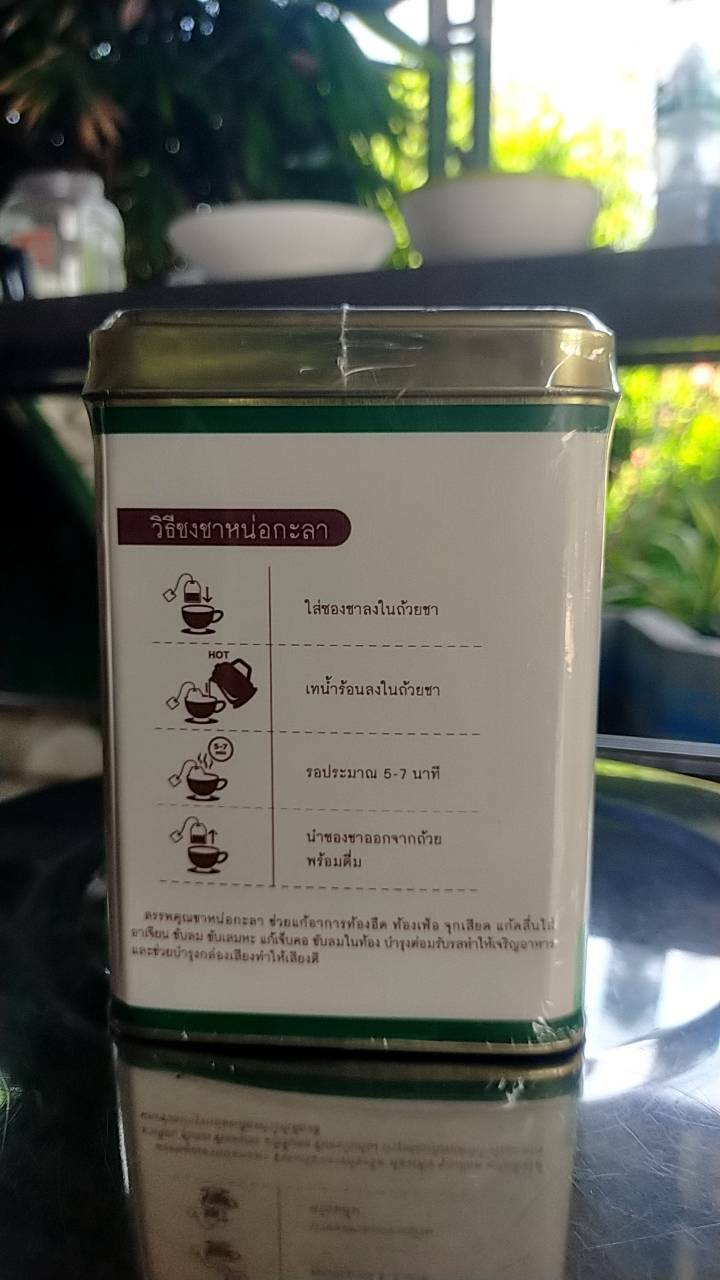 วิธีชงชาหน่อกะลา
ใส่ซองชาลงในถ้วยชา
HOT
เทน้ำร้อนลงในถ้วยชา
5-7
รอประมาณ 5-7 นาที
นำซองชาออกจากถ้วย
พร้อมดื่ม
สรรพคุณชาหน่อกะลา ช่วยแก้อาการท้องอืด ท้องเฟ้อ จุกเสียด แก้คลื่นไส้
อาเจียน ขับลม ขับเสมหะ แก้เจ็บคอ ขับลมในท้อง บำรุงต่อมรับรสทำให้เจริญอาหาร
และช่วยบำรุงกล่องเสียงทำให้เสียงดี